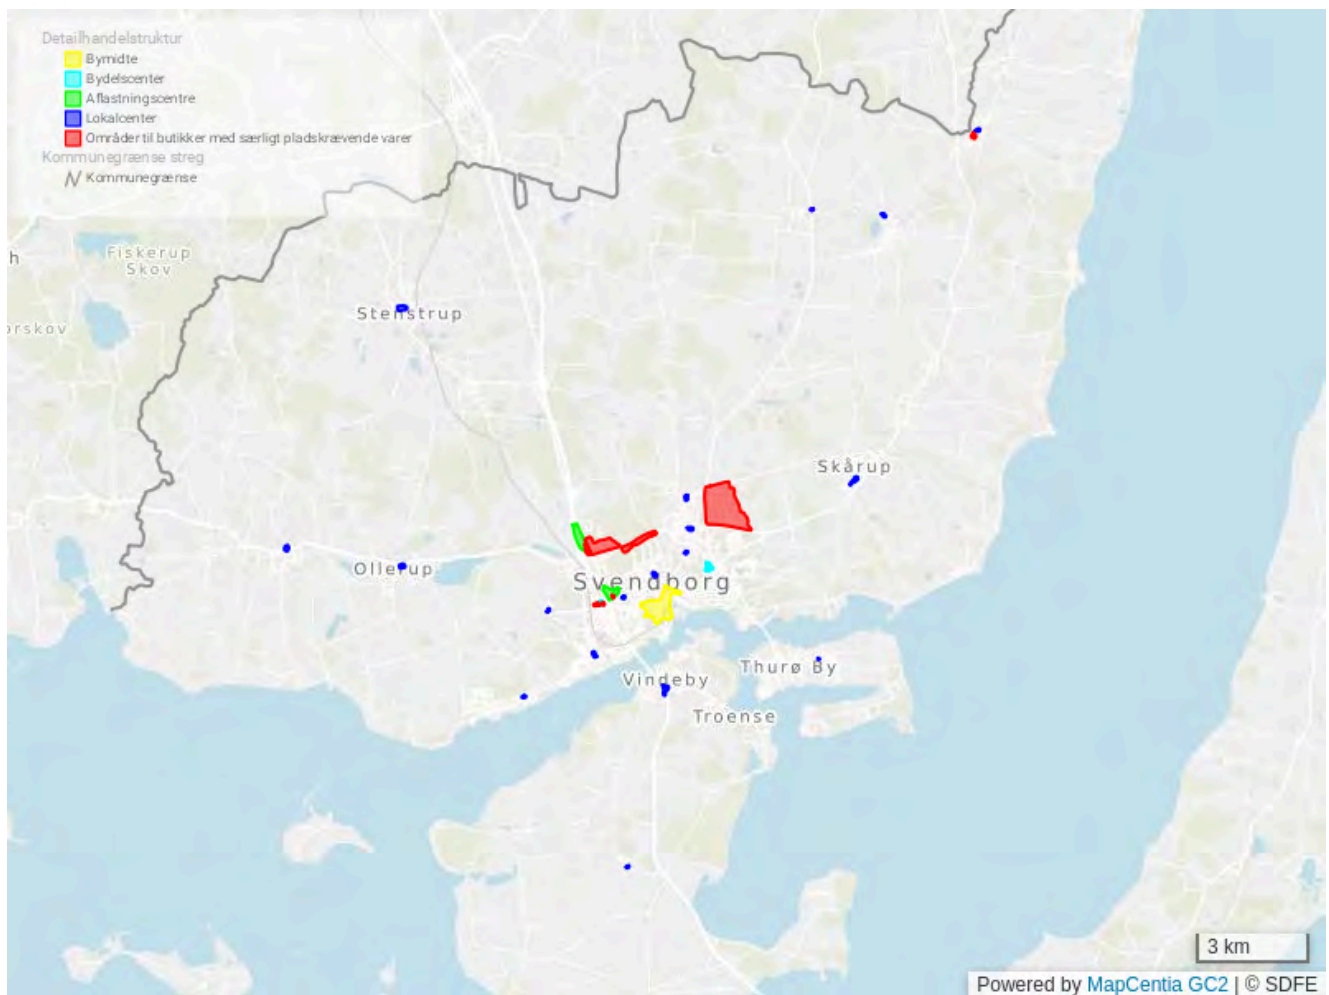 Detailhandelstruktur
Bymidte
Bydelscenter
Aflastningscentre
Lokalcenter
Områder til butikker med særligt pladskrævende varer
Kommunegrænse streg
Kommunegrænse
h
Fiskerup
Skov
orskov
Stenstrup
Skårup
Ollerup
Svendborg
Vindeby
Thurø By
Troense
3 km
Powered by MapCentia GC2 | © SDFE